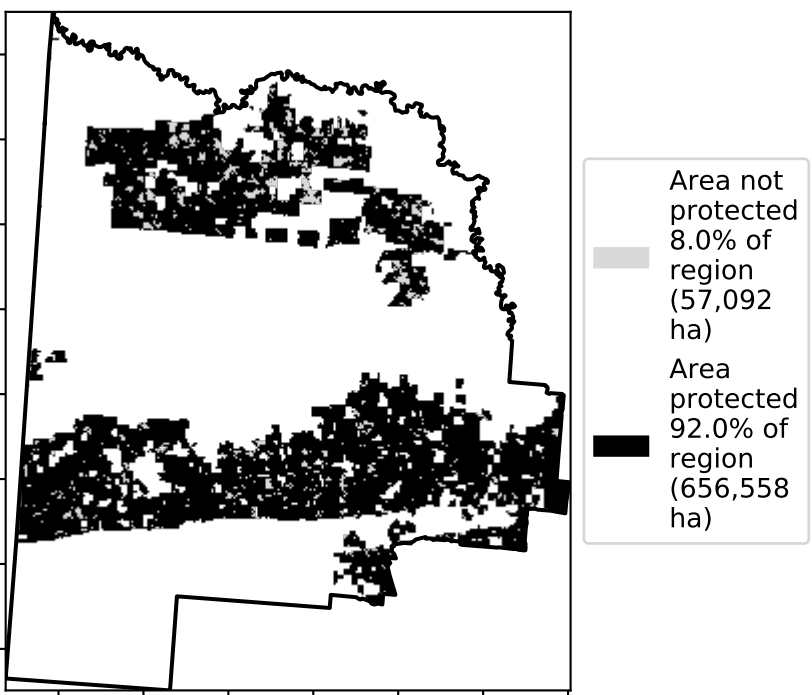 Area not
protected
8.0% of
region
(57,092
ha)
Area
protected
92.0% of
region
(656,558
ha)